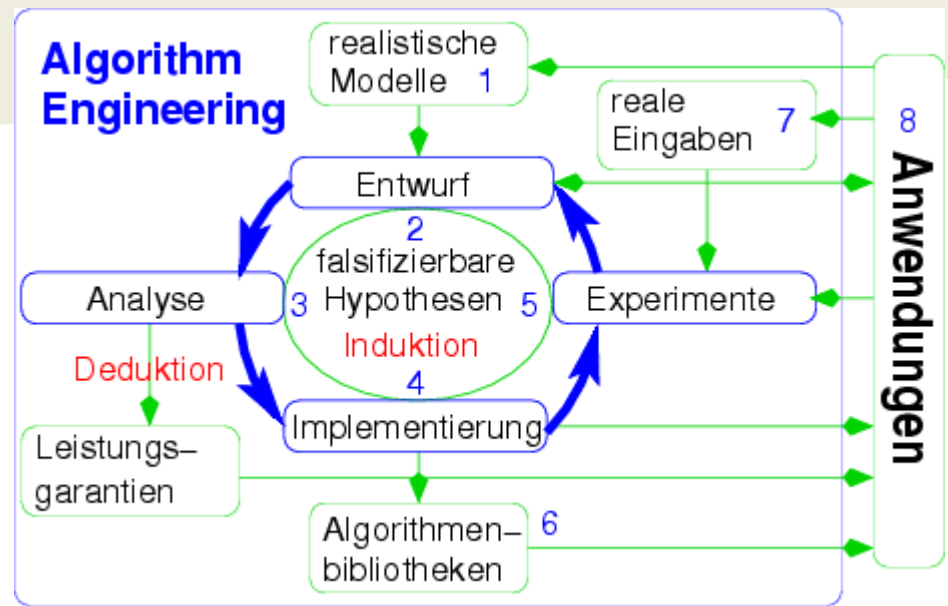 Algorithm
Engineering
realistische
Modelle 1
reale
Eingaben 7
8
Anwendungen
Entwurf
2
falsifizierbare
Hypothesen
Analyse
3
5
Experimente
Induktion
Deduktion
4
Implementierung
Leistungs–
garantien
Algorithmen–
bibliotheken
6